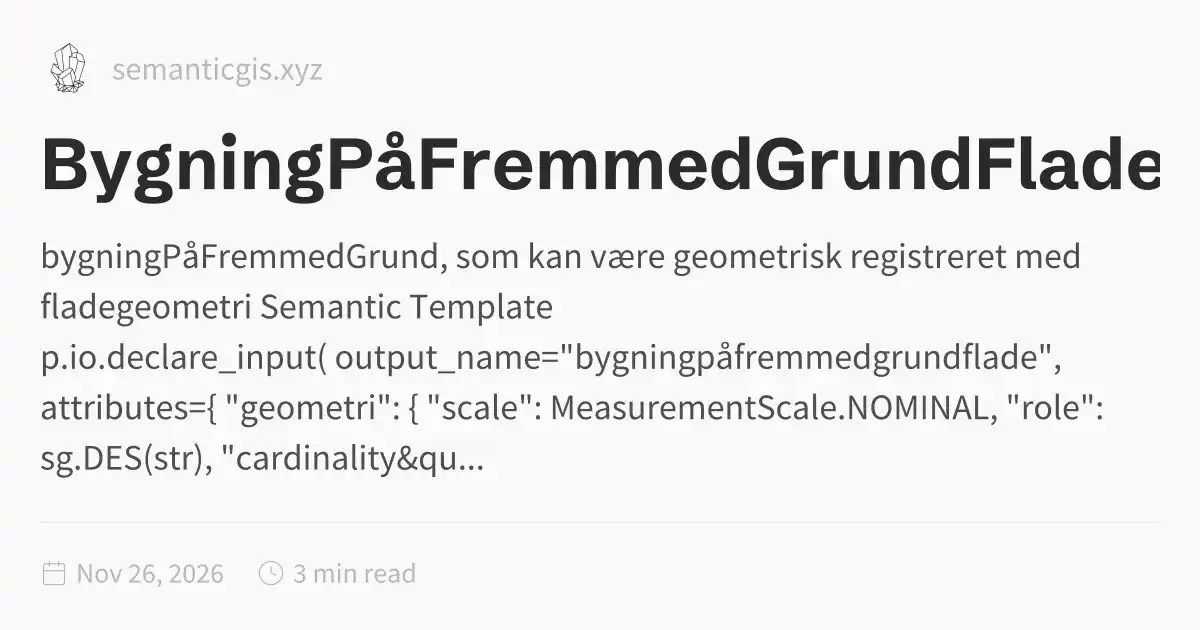 semanticgis.xyz
BygningPåFremmedGrundFlade
bygningPåFremmedGrund, som kan være geometrisk registreret med
fladegeometri Semantic Template
p.io.declare_input( output_name="bygningpåfremmedgrundflade",
attributes={ "geometri": { "scale": MeasurementScale.NOMINAL, "role":
sg.DES(str), "cardinality&qu...
Nov 26, 2026
3 min read